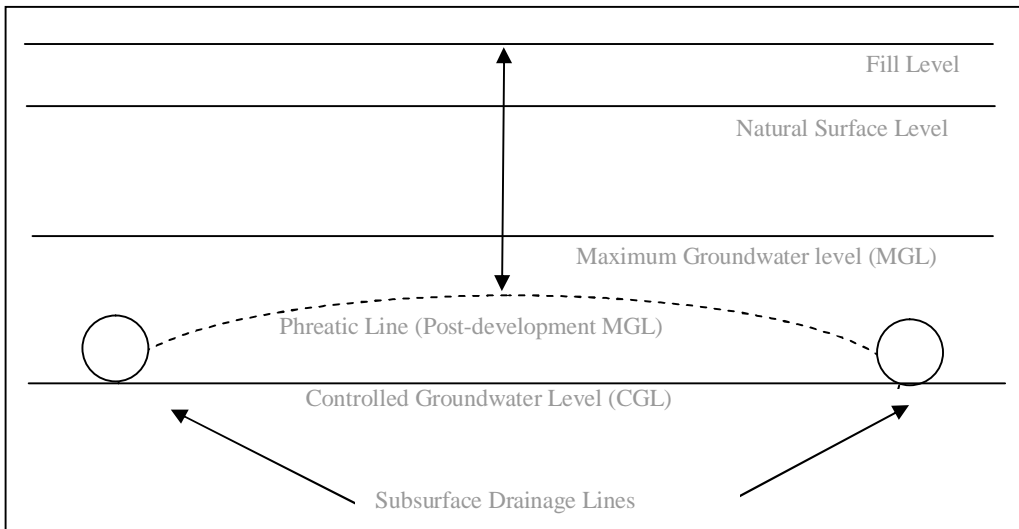 Fill Level
Natural Surface Level
Maximum Groundwater level (MGL)
Phreatic Line (Post-development MGL)
Controlled Groundwater Level (CGL)
Subsurface Drainage Lines